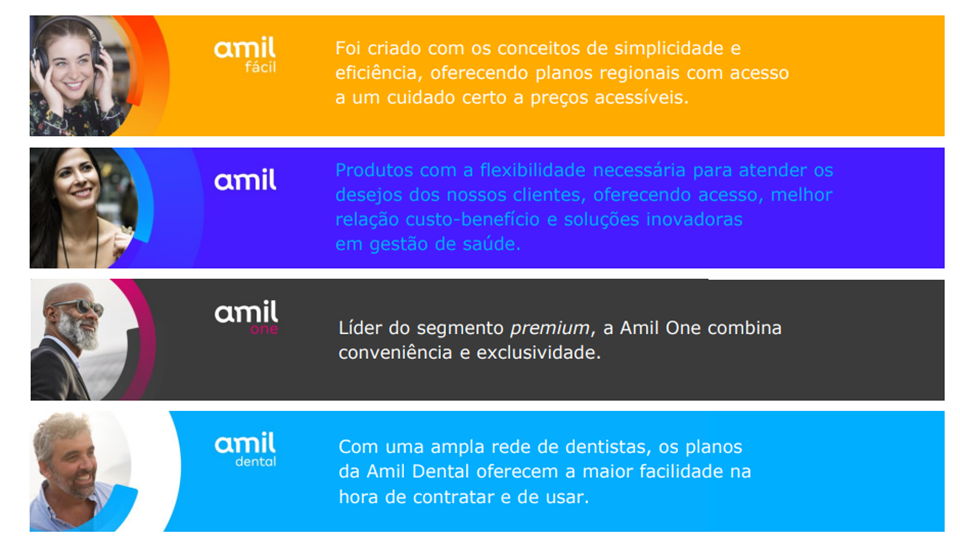 amil
fácil
Foi criado com os conceitos de simplicidade e
eficiência, oferecendo planos regionais com acesso
a um cuidado certo a preços acessíveis.
amil
Produtos com a flexibilidade necessária para atender os
desejos dos nossos clientes, oferecendo acesso, melhor
relação custo-benefício e soluções inovadoras
em gestão de saúde.
amil
one
Líder do segmento premium, a Amil One combina
conveniência e exclusividade.
amil
dental
Com uma ampla rede de dentistas, os planos
da Amil Dental oferecem a maior facilidade na
hora de contratar e de usar.